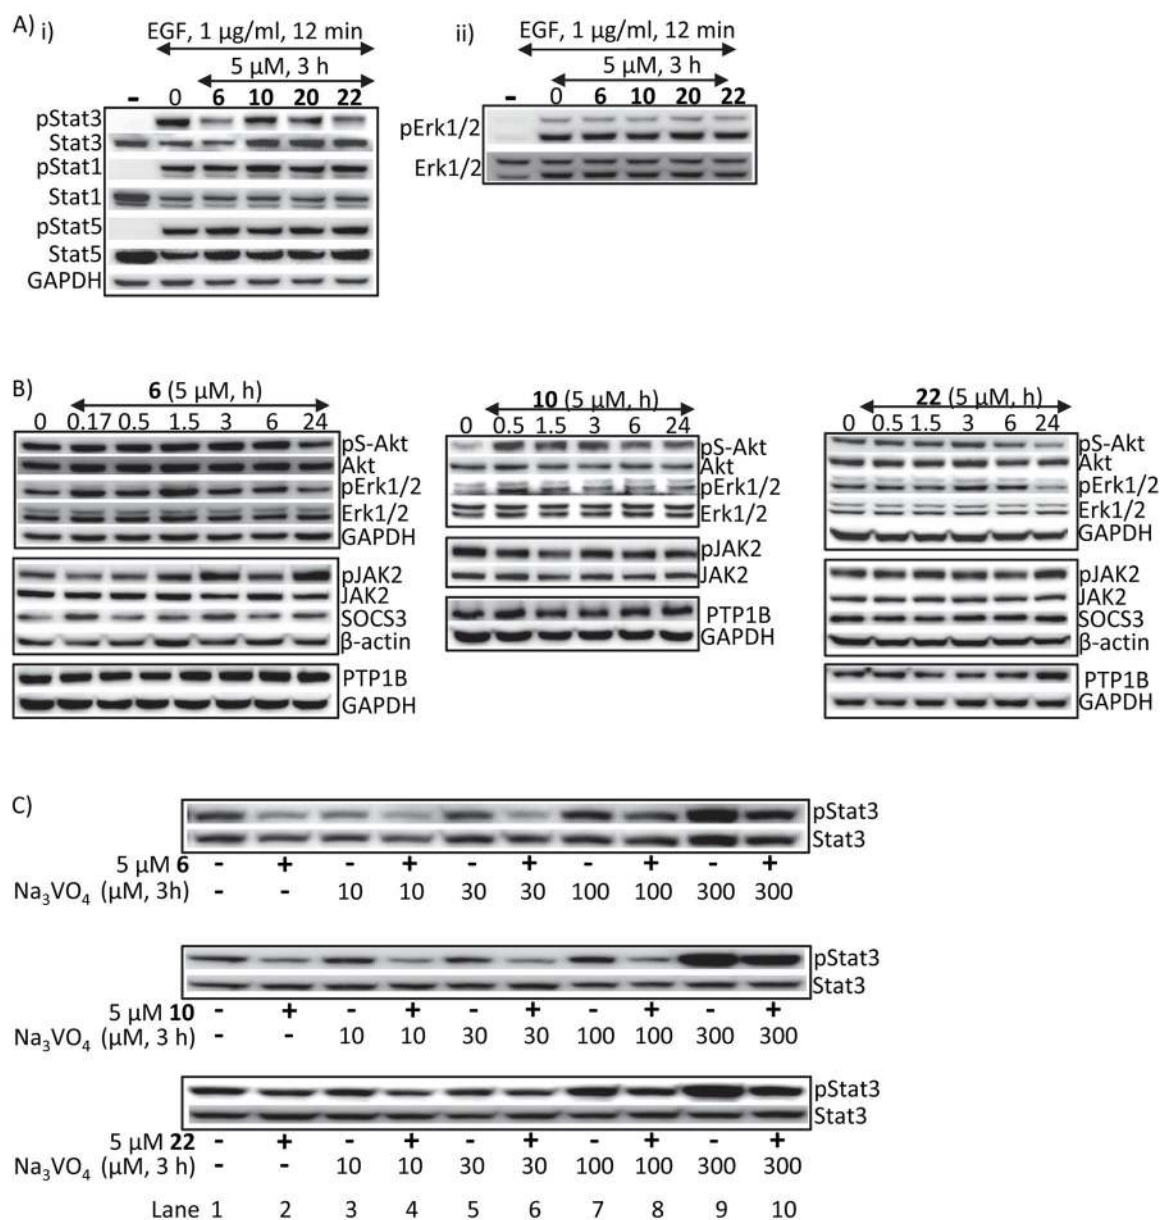 A) i)
EGF, 1 µg/ml, 12 min
5 µM, 3 h
- 0 6 10 20 22
pStat3
Stat3
pStat1
Stat1
pStat5
Stat5
GAPDH
ii)
EGF, 1 µg/ml, 12 min
5 µM, 3 h
- 0 6 10 20 22
pErk1/2
Erk1/2
B)
6 (5 µM, h)
0 0.17 0.5 1.5 3 6 24
pS-Akt
Akt
pErk1/2
Erk1/2
GAPDH
pJAK2
JAK2
SOCS3
β-actin
PTP1B
GAPDH
10 (5 µM, h)
0 0.5 1.5 3 6 24
pS-Akt
Akt
pErk1/2
Erk1/2
pJAK2
JAK2
PTP1B
GAPDH
22 (5 µM, h)
0 0.5 1.5 3 6 24
pS-Akt
Akt
pErk1/2
Erk1/2
GAPDH
pJAK2
JAK2
SOCS3
β-actin
PTP1B
GAPDH
C)
pStat3
Stat3
5 µM 6 - + - + - + - + - +
Na₃VO₄ (µM, 3h) - - 10 10 30 30 100 100 300 300
pStat3
Stat3
5 µM 10 - + - + - + - + - +
Na₃VO₄ (µM, 3 h) - - 10 10 30 30 100 100 300 300
pStat3
Stat3
5 µM 22 - + - + - + - + - +
Na₃VO₄ (µM, 3 h) - - 10 10 30 30 100 100 300 300
Lane 1 2 3 4 5 6 7 8 9 10